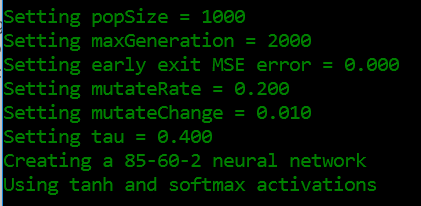 Setting popSize = 1000
Setting maxGeneration = 2000
Setting early exit MSE error = 0.000
Setting mutateRate = 0.200
Setting mutateChange = 0.010
Setting tau = 0.400
Creating a 85-60-2 neural network
Using tanh and softmax activations